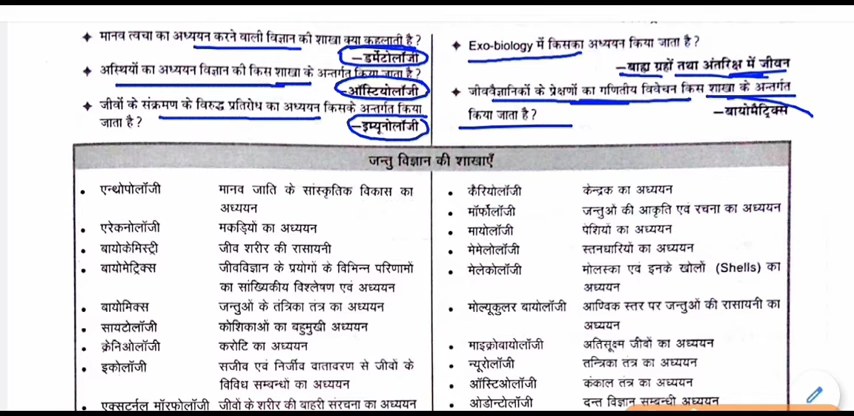 ✦ मानव त्वचा का अध्ययन करने वाली विज्ञान की शाखा क्या कहलाती है ?
—डर्मेटोलॉजी
✦ अस्थियों का अध्ययन विज्ञान की किस शाखा के अन्तर्गत किया जाता है ?
—ऑस्टियोलॉजी
✦ जीवों के संक्रमण के विरुद्ध प्रतिरोध का अध्ययन किसके अन्तर्गत किया
जाता है ?
—इम्यूनोलॉजी
✦ Exo-biology में किसका अध्ययन किया जाता है ?
—बाह्य ग्रहों तथा अंतरिक्ष में जीवन
✦ जीववैज्ञानिकों के प्रेक्षणों का गणितीय विवेचन किस शाखा के अन्तर्गत
किया जाता है ?
—बायोमैट्रिक्स
जन्तु विज्ञान की शाखाएँ
• एन्थोपोलॉजी मानव जाति के सांस्कृतिक विकास का
अध्ययन
• एरेकनोलॉजी मकड़ियों का अध्ययन
• बायोकेमिस्ट्री जीव शरीर की रासायनी
• बायोमेट्रिक्स जीवविज्ञान के प्रयोगों के विभिन्न परिणामों
का सांख्यिकीय विश्लेषण एवं अध्ययन
• बायोमिक्स जन्तुओं के तंत्रिका तंत्र का अध्ययन
• सायटोलॉजी कोशिकाओं का बहुमुखी अध्ययन
• क्रेनिओलॉजी करोटि का अध्ययन
• इकोलॉजी सजीव एवं निर्जीव वातावरण से जीवों के
विविध सम्बन्धों का अध्ययन
• एक्सटर्नल मॉरफोलॉजी जीवों के शरीर की बाहरी संरचना का अध्ययन
• कैरियोलॉजी केन्द्रक का अध्ययन
• मॉर्फोलॉजी जन्तुओं की आकृति एवं रचना का अध्ययन
• मायोलॉजी पेशियों का अध्ययन
• मेमेलोलॉजी स्तनधारियों का अध्ययन
• मेलेकोलॉजी मोलस्का एवं इनके खोलों (Shells) का
अध्ययन
• मोल्यूकुलर बायोलॉजी आण्विक स्तर पर जन्तुओं की रासायनी का
अध्ययन
• माइक्रोबायोलॉजी अतिसूक्ष्म जीवों का अध्ययन
• न्यूरोलॉजी तन्त्रिका तंत्र का अध्ययन
• ऑस्टिओलॉजी कंकाल तंत्र का अध्ययन
• ओडोन्टोलॉजी दन्त विज्ञान सम्बन्धी अध्ययन